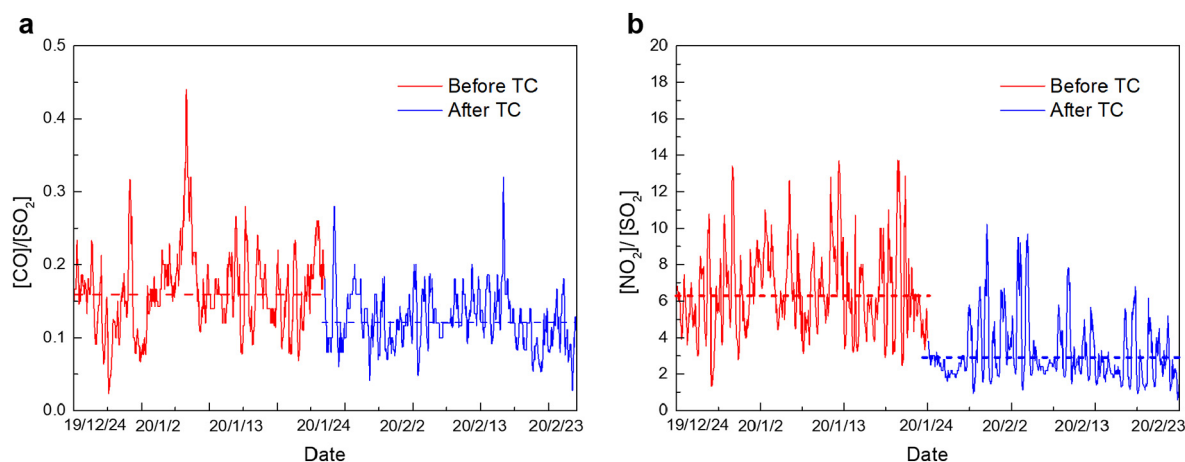 a
[CO]/[SO₂]
0.5
0.4
0.3
0.2
0.1
0.0
Before TC
After TC
19/12/24 20/1/2 20/1/13 20/1/24 20/2/2 20/2/13 20/2/23
Date
b
[NO₂]/ [SO₂]
20
18
16
14
12
10
8
6
4
2
0
Before TC
After TC
19/12/24 20/1/2 20/1/13 20/1/24 20/2/2 20/2/13 20/2/23
Date